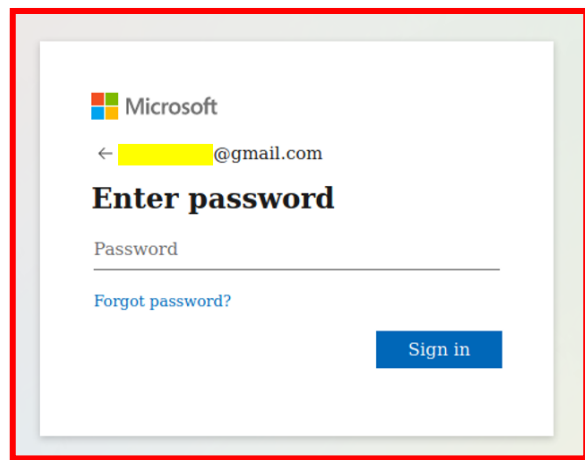 Microsoft
← @gmail.com
Enter password
Password
Forgot password?
Sign in